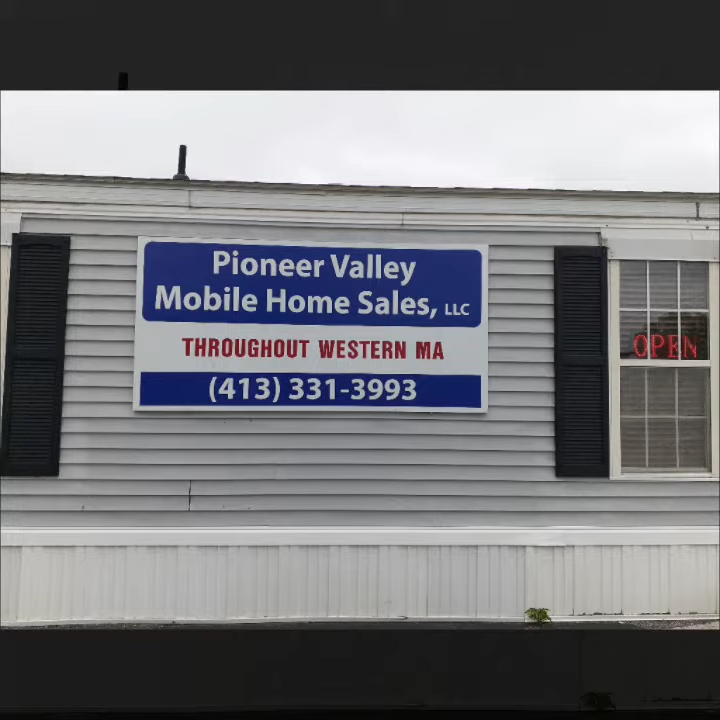 Pioneer Valley
Mobile Home Sales, LLC
THROUGHOUT WESTERN MA
(413) 331-3993
OPEN